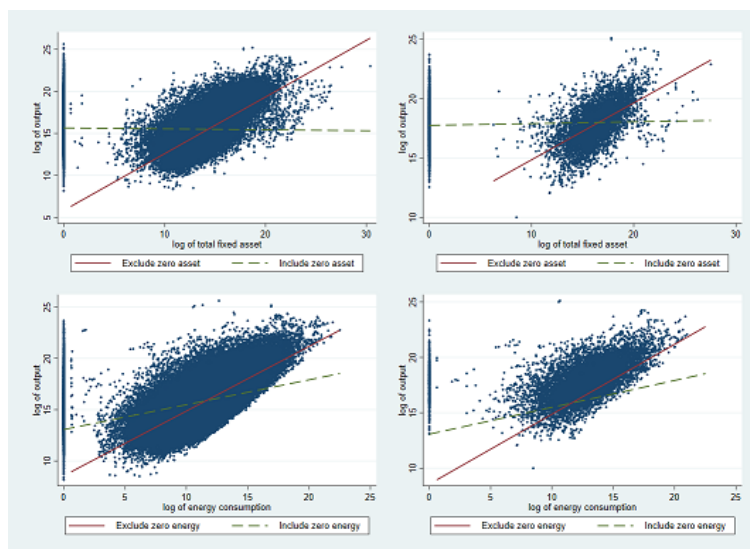 log of output
25
20
15
10
5
0
10
20
30
log of total fixed asset
Exclude zero asset
Include zero asset
log of output
25
20
15
10
0
10
20
30
log of total fixed asset
Exclude zero asset
Include zero asset
log of output
25
20
15
10
0
5
10
15
20
25
log of energy consumption
Exclude zero energy
Include zero energy
log of output
25
20
15
10
0
5
10
15
20
25
log of energy consumption
Exclude zero energy
Include zero energy